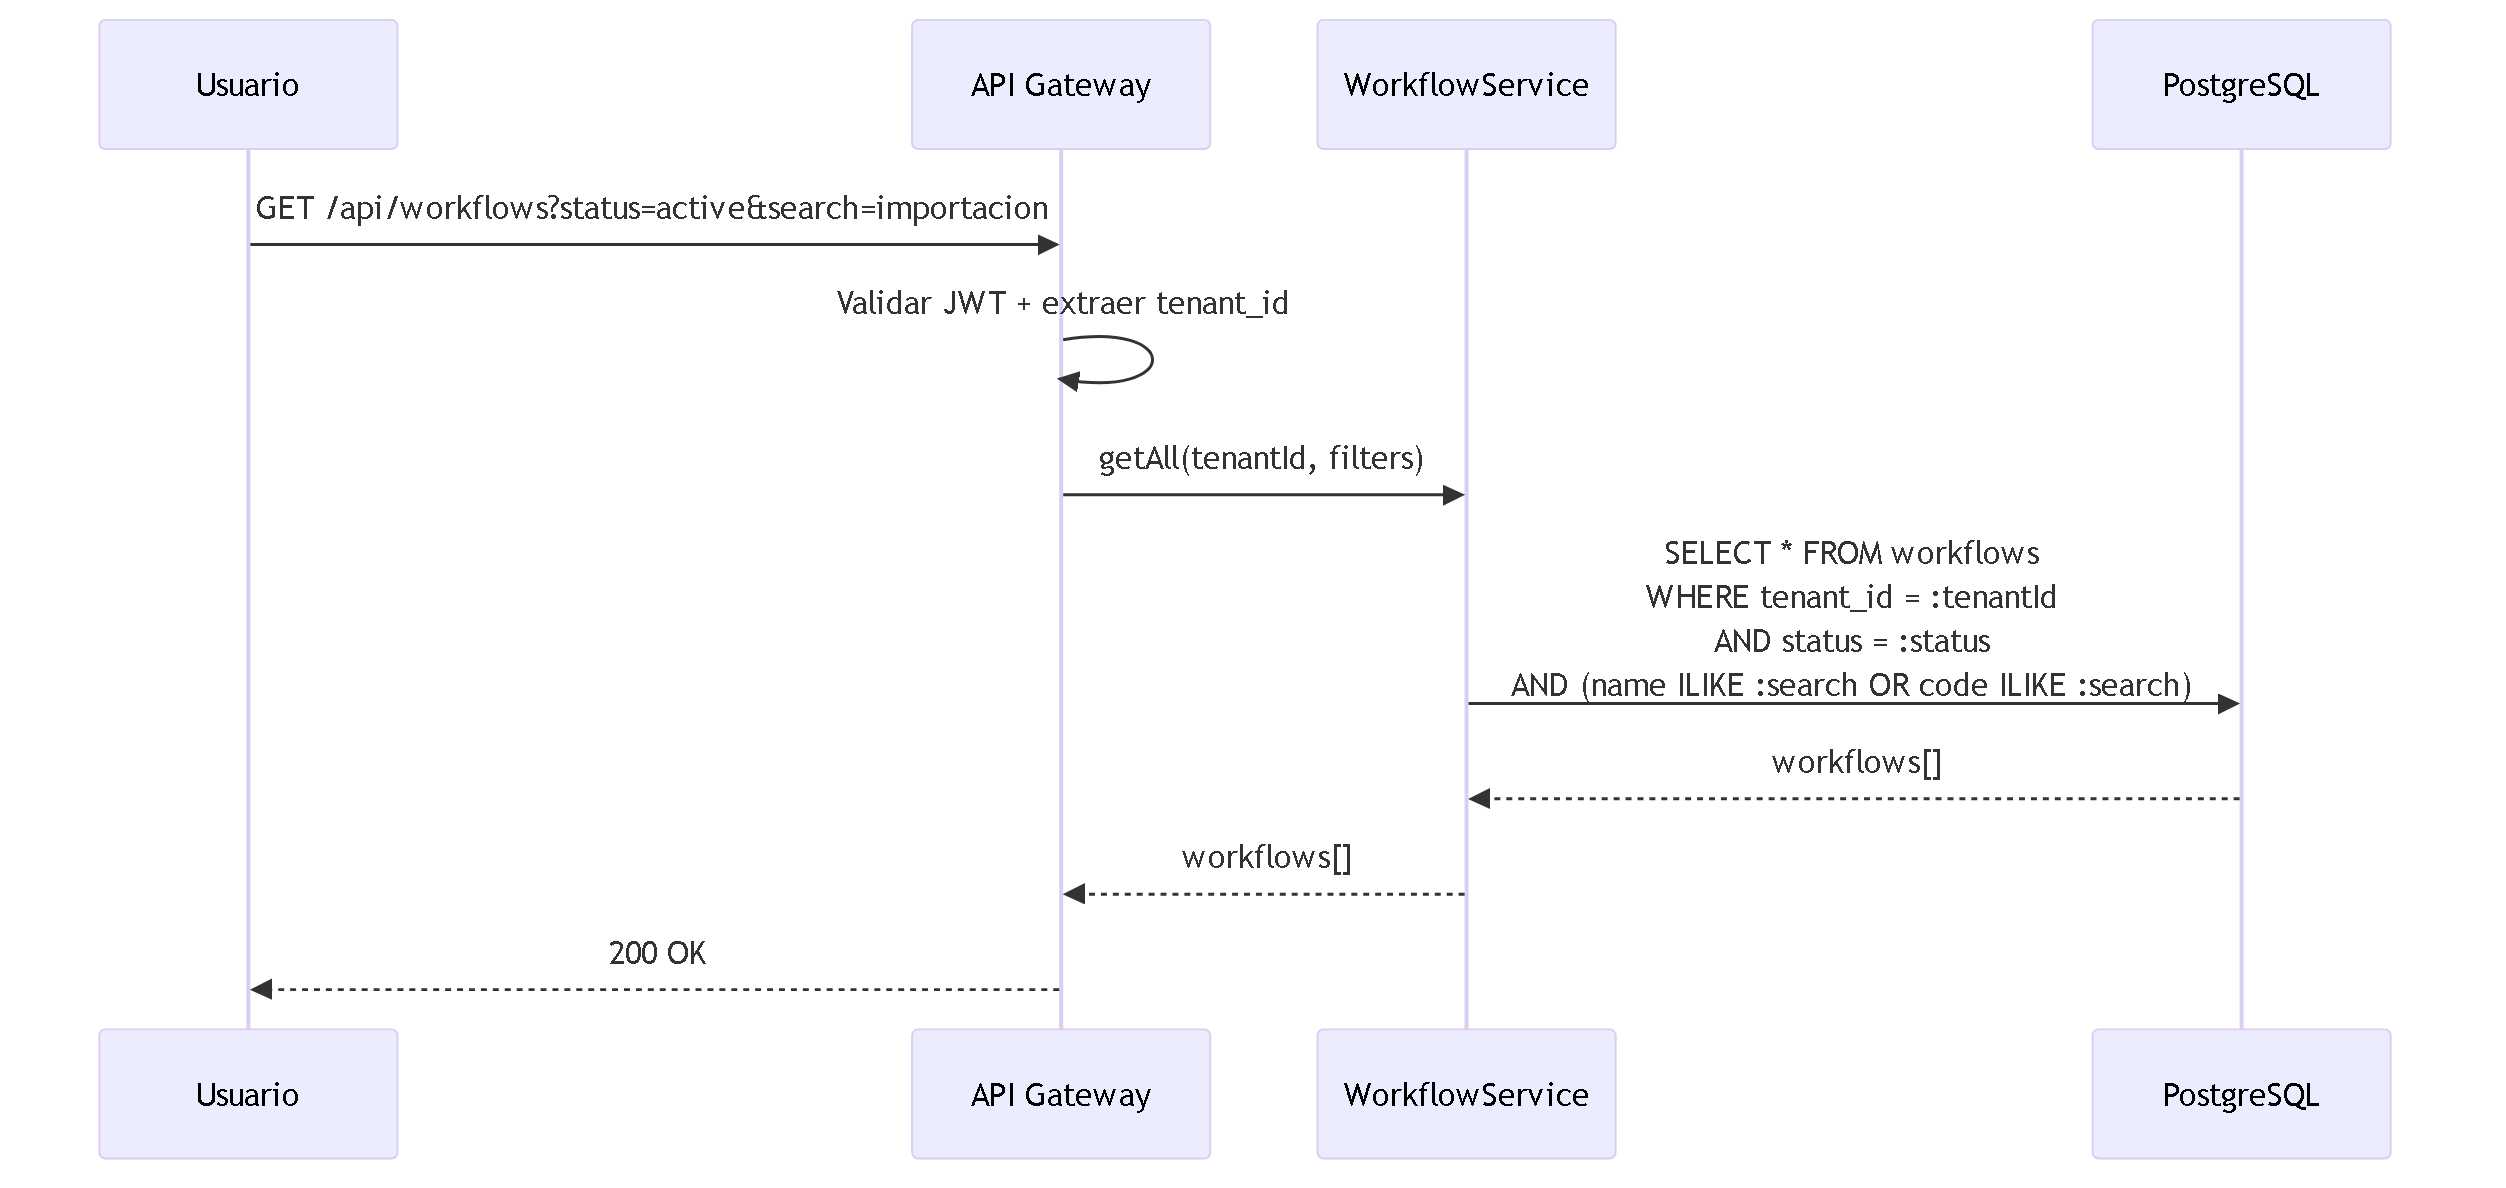 Usuario
API Gateway
WorkflowService
PostgreSQL
GET /api/workflows?status=active&search=importacion
Validar JWT + extraer tenant_id
getAll(tenantId, filters)
SELECT * FROM workflows
WHERE tenant_id = :tenantId
AND status = :status
AND (name ILIKE :search OR code ILIKE :search)
workflows[]
workflows[]
200 OK
Usuario
API Gateway
WorkflowService
PostgreSQL